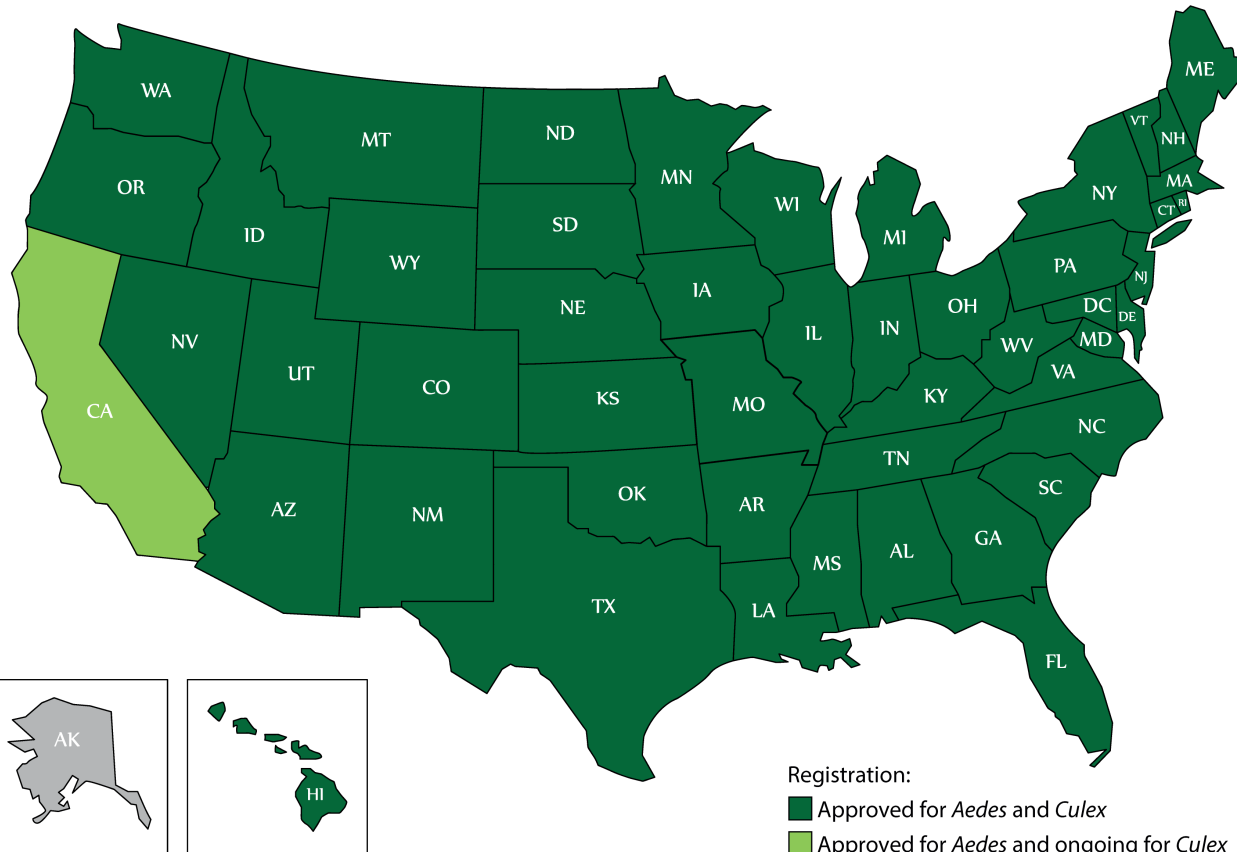 WA
MT
ND
MN
ME
VT
NH
OR
ID
WY
SD
WI
MI
NY
MA
CT
RI
CA
NV
UT
CO
NE
IA
IL
IN
OH
PA
NJ
DC
DE
MD
WV
VA
KS
MO
KY
NC
TN
SC
AZ
NM
OK
AR
MS
AL
GA
TX
LA
FL
AK
HI
Registration:
Approved for Aedes and Culex
Approved for Aedes and ongoing for Culex